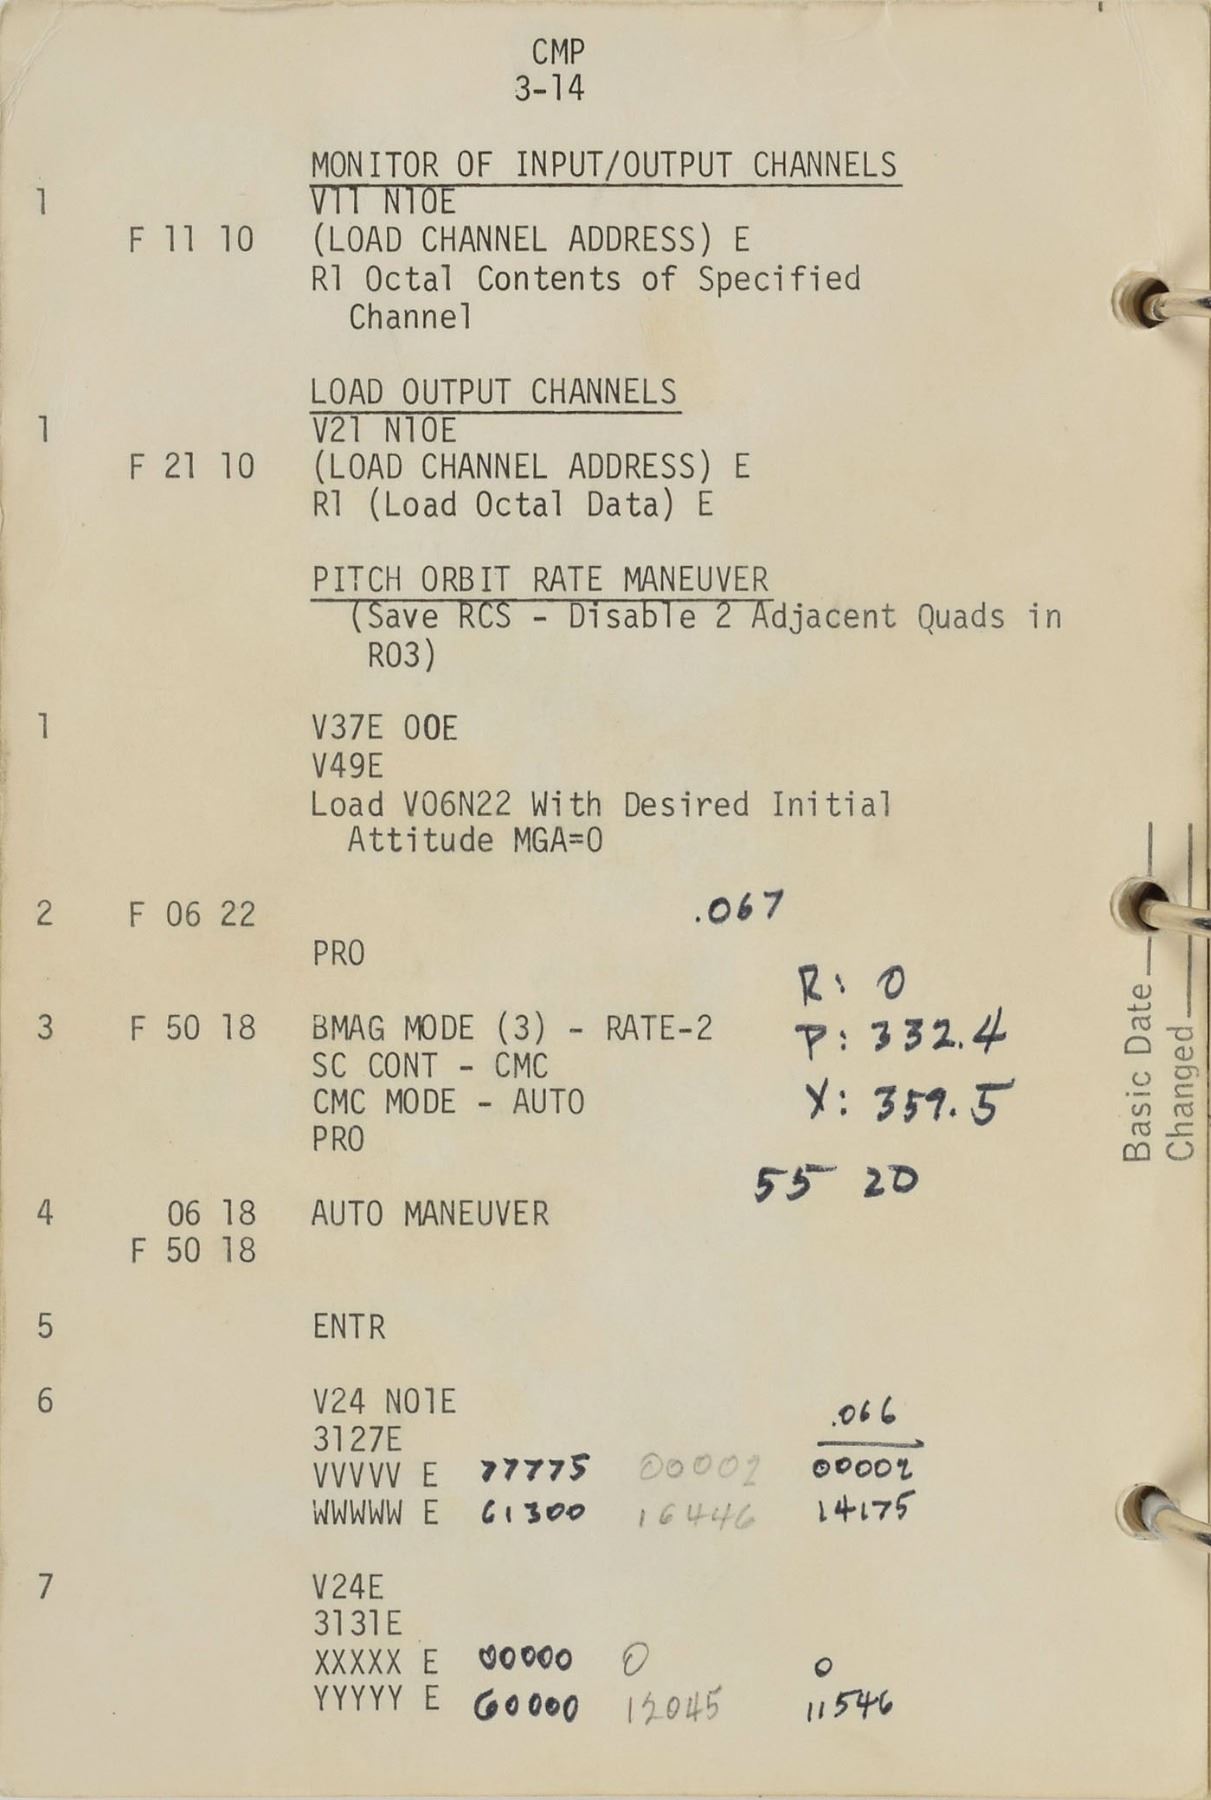 CMP
3-14
MONITOR OF INPUT/OUTPUT CHANNELS
1 V11 N10E
F 11 10 (LOAD CHANNEL ADDRESS) E
R1 Octal Contents of Specified
Channel
LOAD OUTPUT CHANNELS
1 V21 N10E
F 21 10 (LOAD CHANNEL ADDRESS) E
R1 (Load Octal Data) E
PITCH ORBIT RATE MANEUVER
(Save RCS - Disable 2 Adjacent Quads in
R03)
1 V37E 00E
V49E
Load V06N22 With Desired Initial
Attitude MGA=0
2 F 06 22 .067
PRO
R: 0
3 F 50 18 BMAG MODE (3) - RATE-2 P: 332.4
SC CONT - CMC
CMC MODE - AUTO Y: 359.5
PRO
55 20
4 06 18 AUTO MANEUVER
F 50 18
5 ENTR
6 V24 N01E .066
3127E
VVVVV E 77775 00002 00002
WWWWW E 61300 16446 14175
7 V24E
3131E
XXXXX E 00000 0 0
YYYYY E 60000 12045 11546
Basic Date
Changed